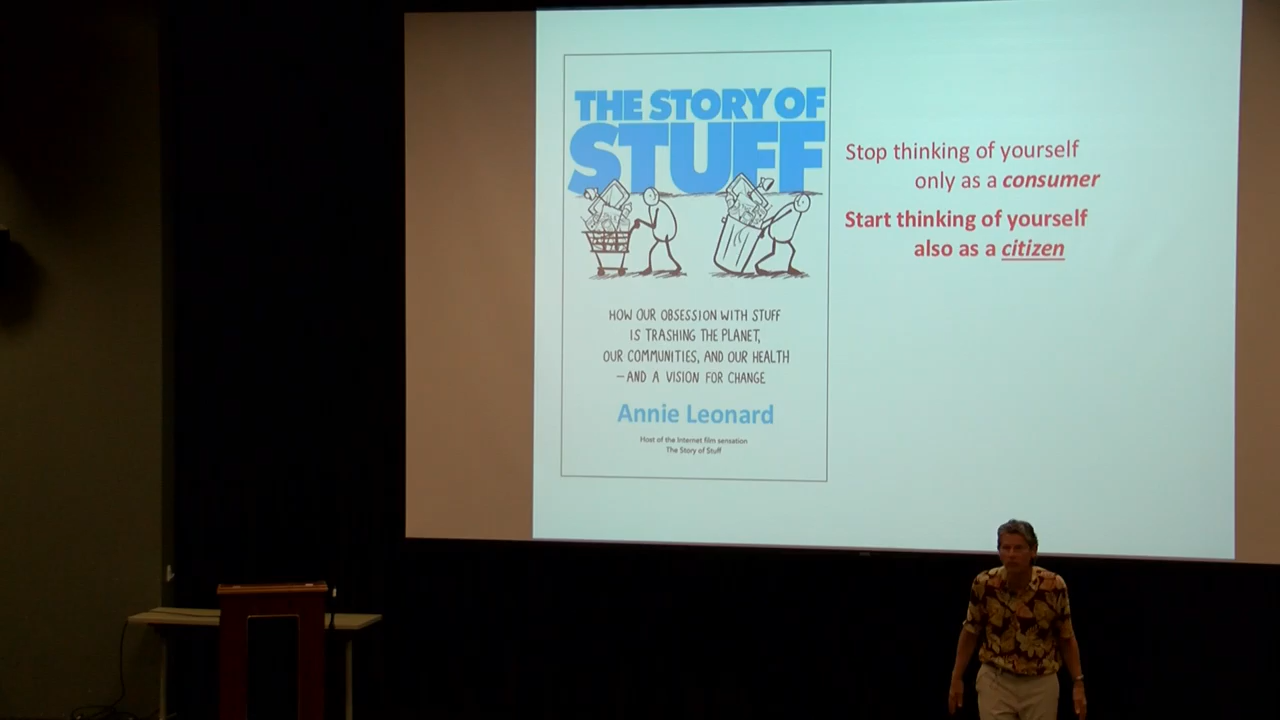 THE STORY OF
STUFF
HOW OUR OBSESSION WITH STUFF
IS TRASHING THE PLANET,
OUR COMMUNITIES, AND OUR HEALTH
—AND A VISION FOR CHANGE
Annie Leonard
Host of the Internet film sensation
The Story of Stuff
Stop thinking of yourself
only as a consumer
Start thinking of yourself
also as a citizen